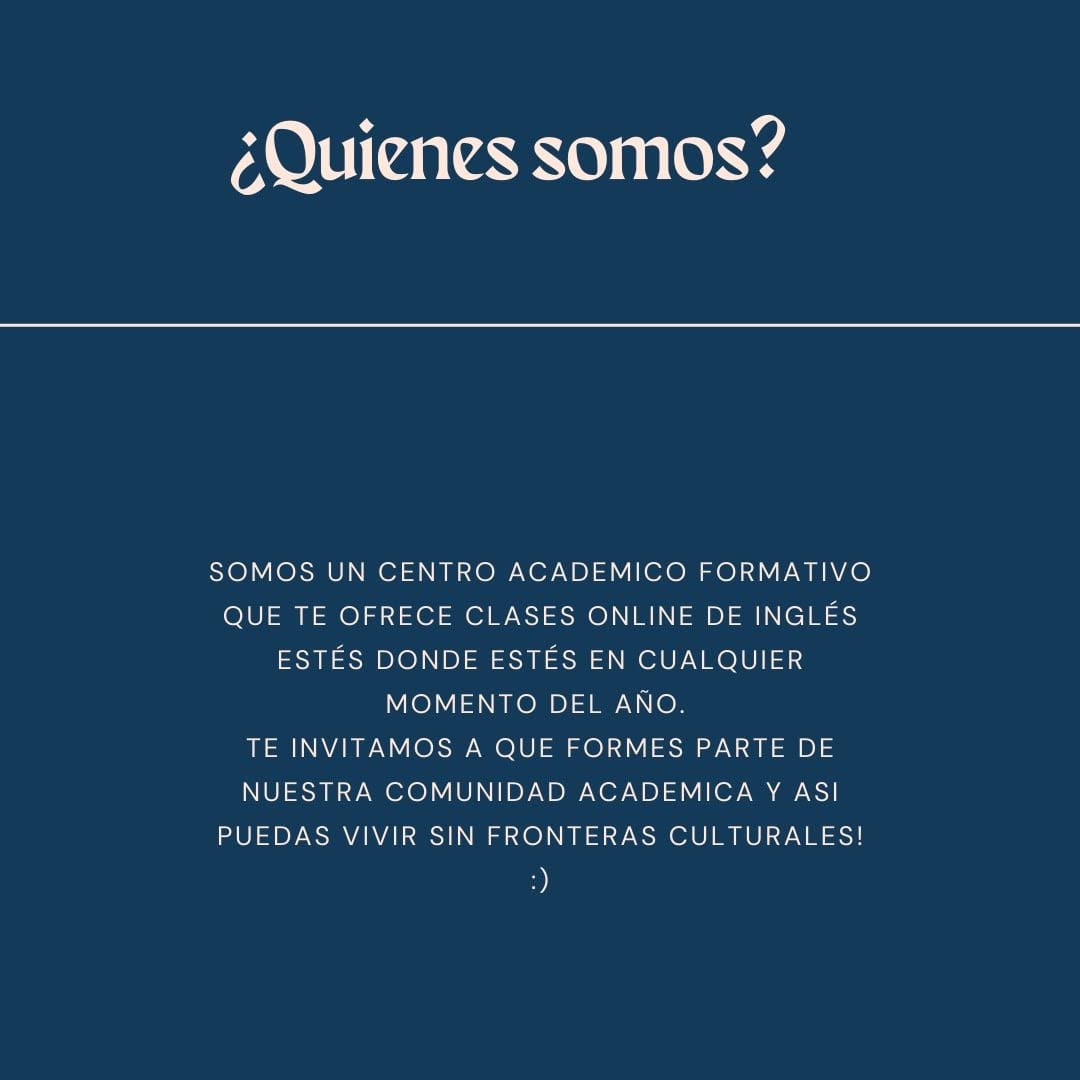 ¿Quienes somos?
SOMOS UN CENTRO ACADEMICO FORMATIVO
QUE TE OFRECE CLASES ONLINE DE INGLÉS
ESTÉS DONDE ESTÉS EN CUALQUIER
MOMENTO DEL AÑO.
TE INVITAMOS A QUE FORMES PARTE DE
NUESTRA COMUNIDAD ACADEMICA Y ASI
PUEDAS VIVIR SIN FRONTERAS CULTURALES!
:)